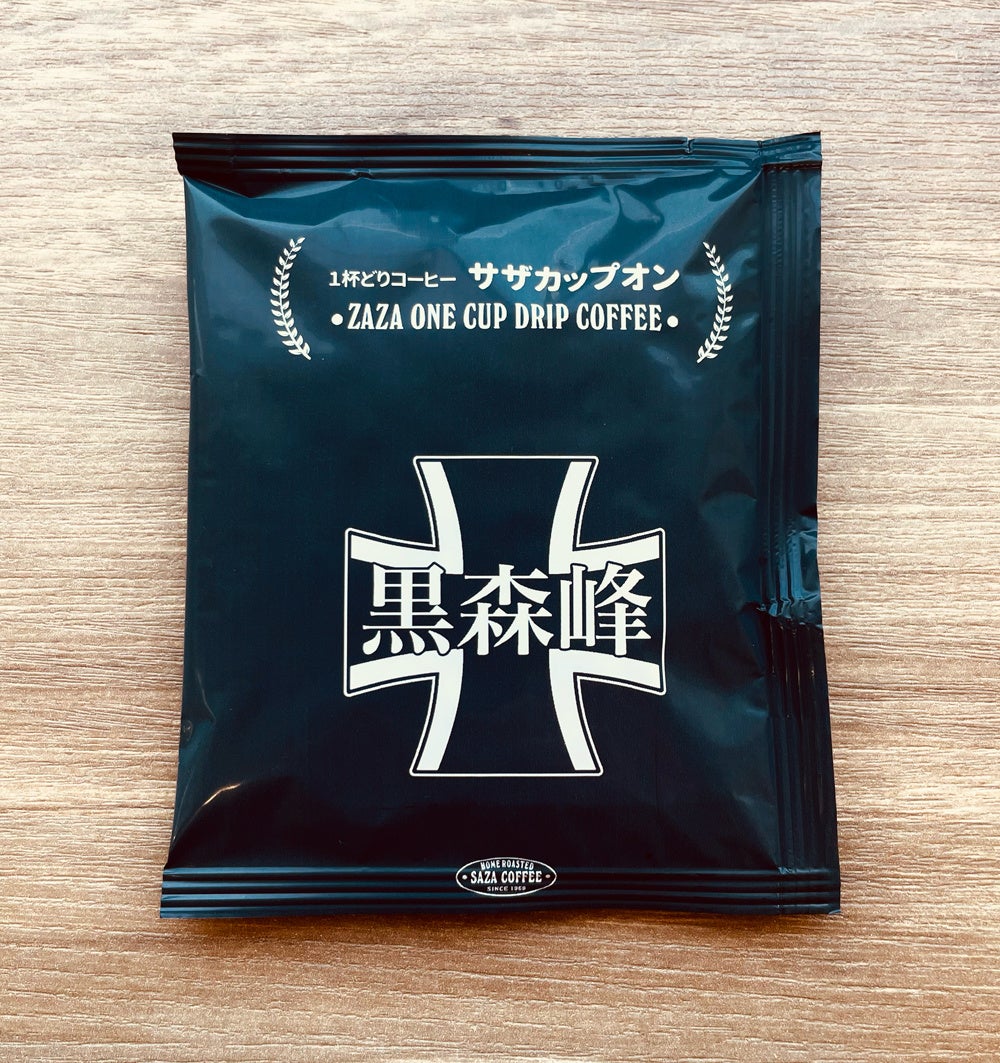 1杯どりコーヒー サザカップオン
•ZAZA ONE CUP DRIP COFFEE•
黒森峰
HOME ROASTED
•SAZA COFFEE•
SINCE 1969